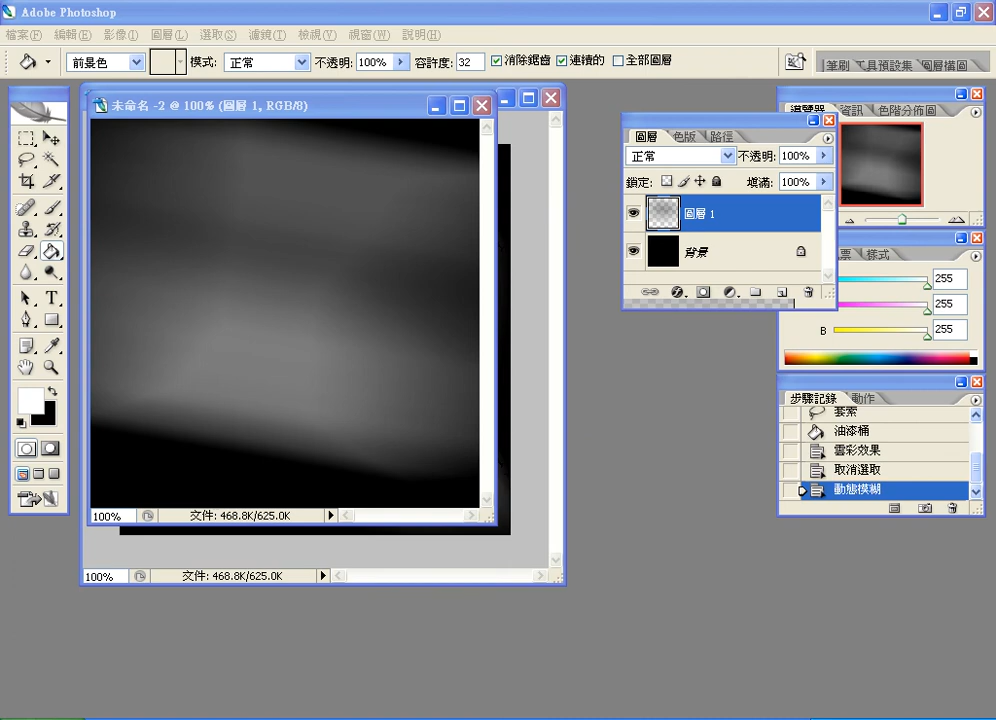 Adobe Photoshop
檔案(F) 編輯(E) 影像(I) 圖層(L) 選取(S) 濾鏡(T) 檢視(V) 視窗(W) 說明(H)
前景色 模式: 正常 不透明: 100% 容許度: 32 消除鋸齒 連續的 全部圖層
筆刷 工具預設集 圖層構圖
未命名 -2 @ 100% (圖層 1, RGB/8)
100% 文件: 468.8K/625.0K
100% 文件: 468.8K/625.0K
圖層 色版 路徑
正常 不透明: 100%
鎖定: 填滿: 100%
圖層 1
背景
導覽器 資訊 色階分佈圖
票 樣式
255
255
B 255
步驟記錄 動作
套索
油漆桶
雲彩效果
取消選取
動態模糊